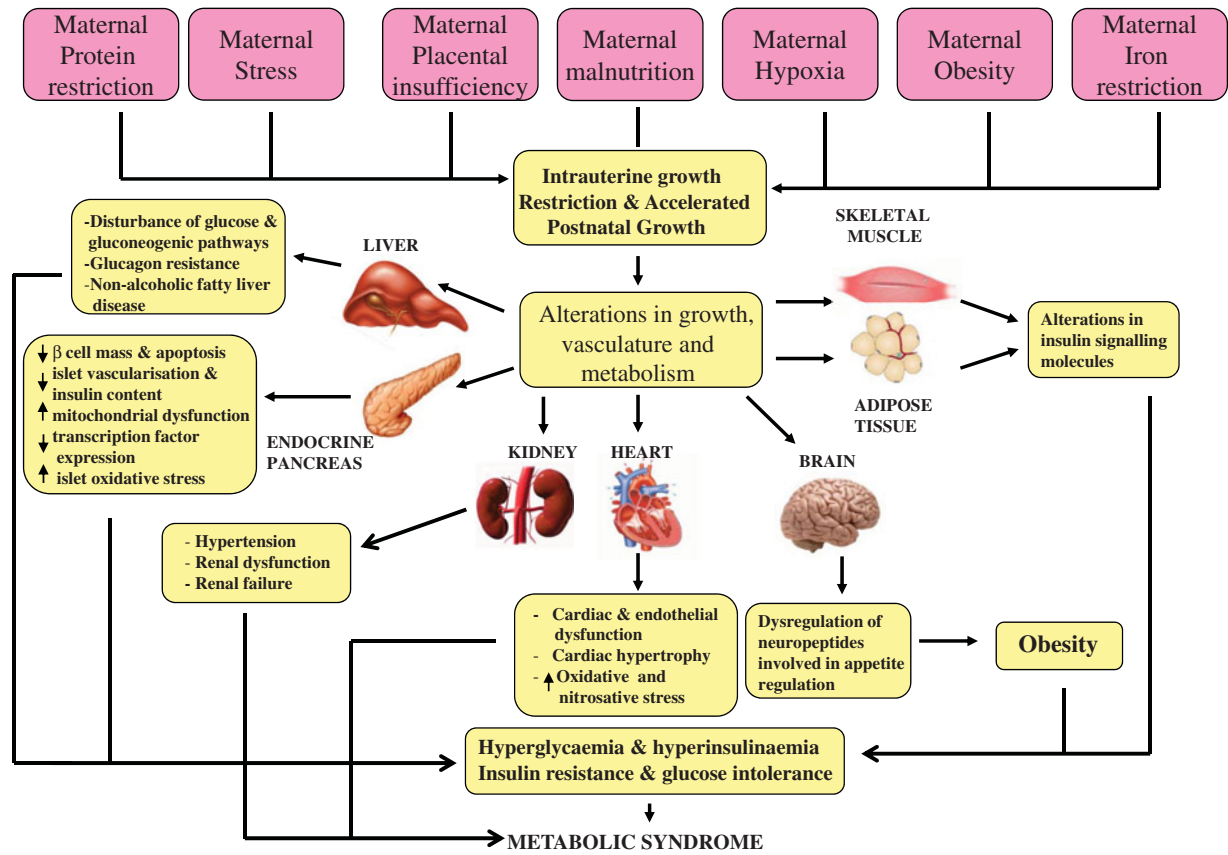 Maternal
Protein
restriction
Maternal
Stress
Maternal
Placental
insufficiency
Maternal
malnutrition
Maternal
Hypoxia
Maternal
Obesity
Maternal
Iron
restriction
Intrauterine growth
Restriction & Accelerated
Postnatal Growth
-Disturbance of glucose &
gluconeogenic pathways
-Glucagon resistance
-Non-alcoholic fatty liver
disease
LIVER
SKELETAL
MUSCLE
Alterations in growth,
vasculature and
metabolism
Alterations in
insulin signalling
molecules
↓ β cell mass & apoptosis
↓ islet vascularisation &
insulin content
↑ mitochondrial dysfunction
↓ transcription factor
expression
↑ islet oxidative stress
ENDOCRINE
PANCREAS
ADIPOSE
TISSUE
KIDNEY
HEART
BRAIN
- Hypertension
- Renal dysfunction
- Renal failure
- Cardiac & endothelial
dysfunction
- Cardiac hypertrophy
- ↑ Oxidative and
nitrosative stress
Dysregulation of
neuropeptides
involved in appetite
regulation
Obesity
Hyperglycaemia & hyperinsulinaemia
Insulin resistance & glucose intolerance
METABOLIC SYNDROME